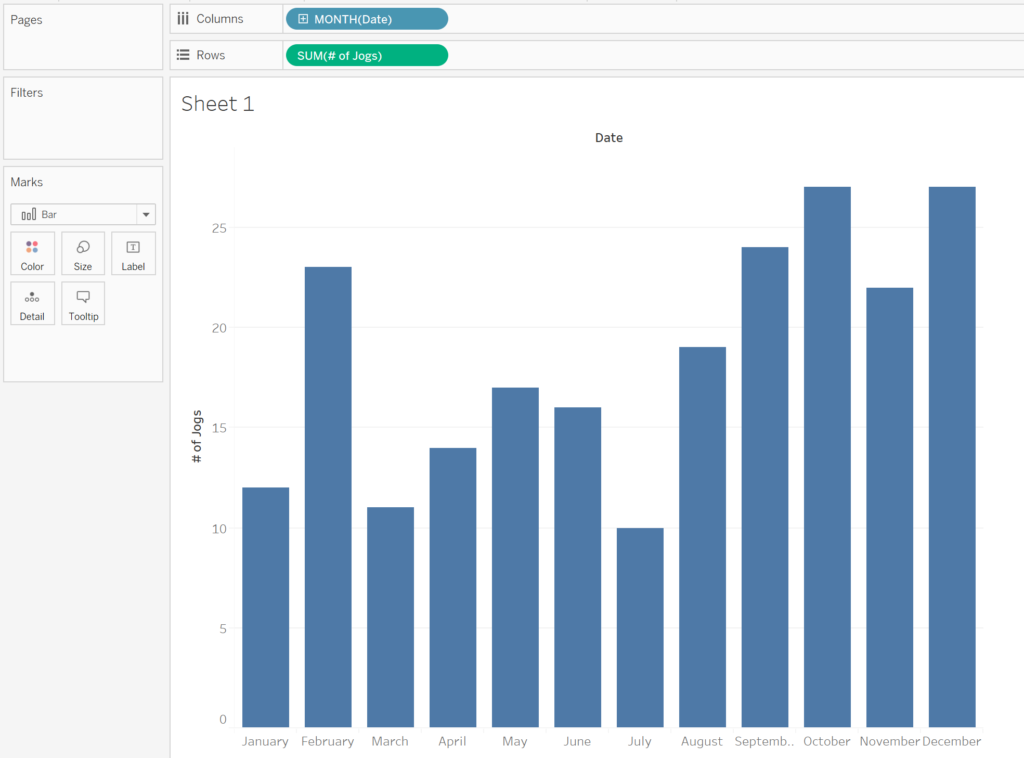 Pages
Columns
MONTH(Date)
Rows
SUM(# of Jogs)
Filters
Marks
Bar
Color
Size
Label
Detail
Tooltip
Sheet 1
Date
# of Jogs
25
20
15
10
5
0
January February March April May June July August Septemb.. October November December